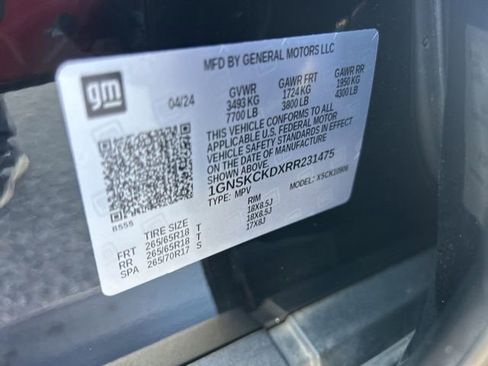 MFD BY GENERAL MOTORS LLC
gm
04/24
GVWR GAWR FRT GAWR RR
3493 KG 1724 KG 1950 KG
7700 LB 3800 LB 4300 LB
THIS VEHICLE CONFORMS TO ALL
APPLICABLE U.S. FEDERAL MOTOR
VEHICLE SAFETY STANDARDS IN EFFECT
ON THE DATE OF MANUFACTURE SHOWN ABOVE
1GNSKCKDXRR231475
TYPE: MPV MODEL:
B555
TIRE SIZE RIM
FRT 265/65R18 T 18X8.5J
RR 265/65R18 T 18X8.5J
SPA 265/70R17 S 17X8J